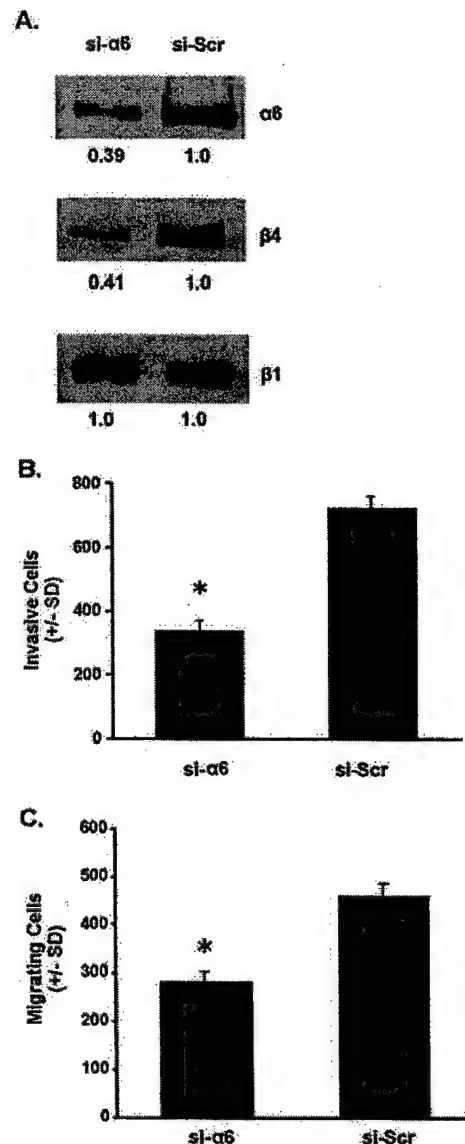 A.
si-α6 si-Scr
α6
0.39 1.0
β4
0.41 1.0
β1
1.0 1.0
B.
Invasive Cells
(+/- SD)
800
600
400
200
0
*
si-α6 si-Scr
C.
Migrating Cells
(+/- SD)
600
500
400
300
200
100
0
*
si-α6 si-Scr